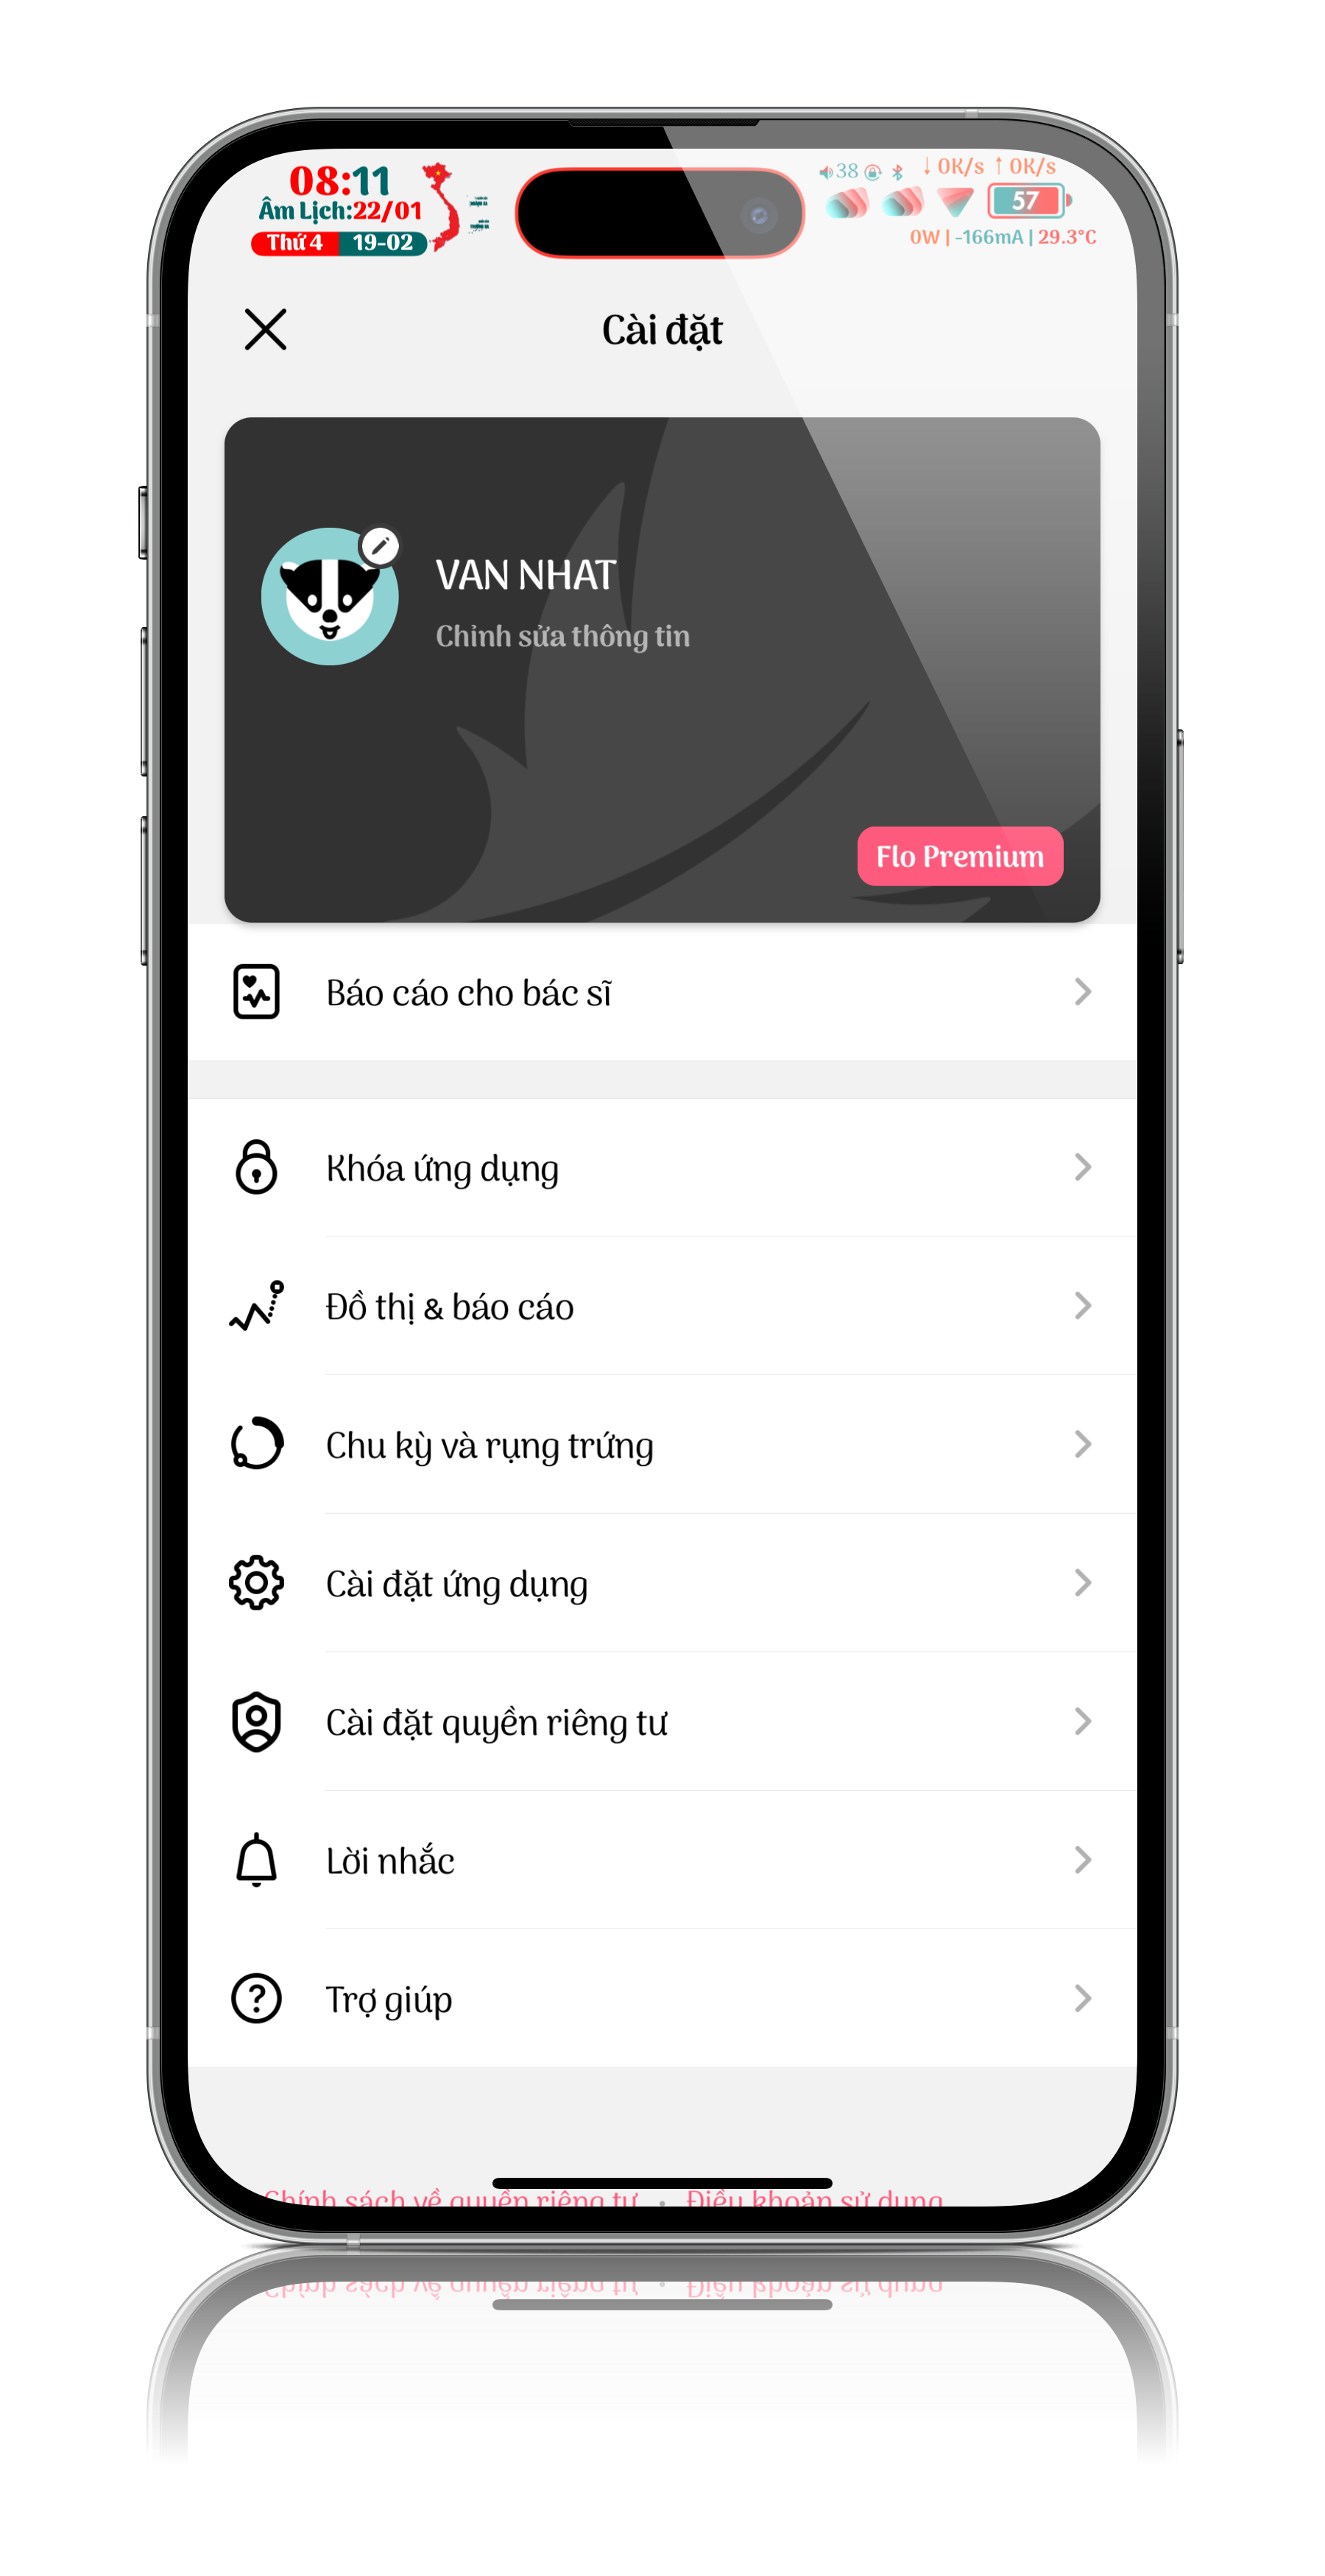 08:11
Âm Lịch:22/01
Thứ 4 19-02
38 ↓ 0K/s ↑ 0K/s
57
0W | -166mA | 29.3°C
Cài đặt
VAN NHAT
Chỉnh sửa thông tin
Flo Premium
Báo cáo cho bác sĩ
Khóa ứng dụng
Đồ thị & báo cáo
Chu kỳ và rụng trứng
Cài đặt ứng dụng
Cài đặt quyền riêng tư
Lời nhắc
Trợ giúp
Chính sách về quyền riêng tư • Điều khoản sử dụng